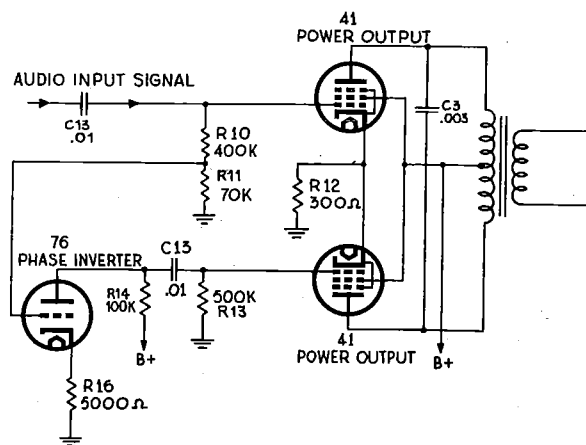 41
POWER OUTPUT
AUDIO INPUT SIGNAL
C13
.01
R10
400K
R11
70K
C3
.003
R12
300Ω
76
PHASE INVERTER
C13
.01
R14
100K
500K
R13
B+
41
POWER OUTPUT
B+
R16
5000Ω